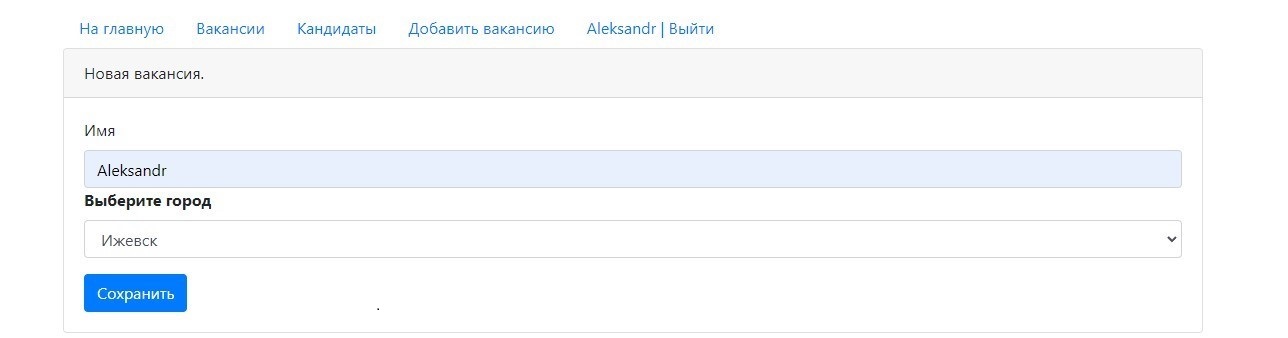 На главную Вакансии Кандидаты Добавить вакансию Aleksandr | Выйти
Новая вакансия.
Имя
Aleksandr
Выберите город
Ижевск
Сохранить
.